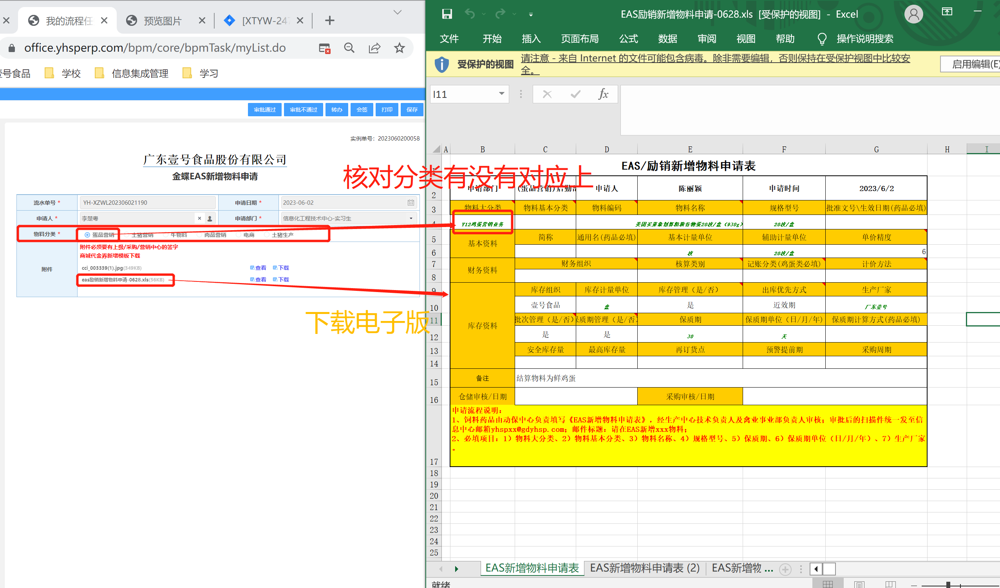 我的流程任
预览图片
[XTYW-247
office.yhsperp.com/bpm/core/bpmTask/myList.do
壹号食品
学校
信息集成管理
学习
审批通过
审批不通过
转办
会签
打印
保存
实例单号：2023060200058
广东壹号食品股份有限公司
金蝶EAS新增物料申请
流水单号 *
YH-XZWL202306021190
申请日期 *
2023-06-02
申请人 *
李楚粤
申请部门 *
信息化工程技术中心-实习生
物料分类 *
蛋品营销
土猪营销
牛物料
肉品营销
电商
土猪生产
附件
附件必须要有上级/采购/营销中心的签字
商城代金券新增模板下载
cci_003339(1).jpg(349KB)
查看
下载
eas励销新增物料申请-0628.xls(56KB)
查看
下载
核对分类有没有对应上
下载电子版
EAS励销新增物料申请-0628.xls [受保护的视图] - Excel
文件
开始
插入
页面布局
公式
数据
审阅
视图
帮助
操作说明搜索
受保护的视图
请注意 - 来自 Internet 的文件可能包含病毒。除非需要编辑，否则保持在受保护视图中比较安
全。
启用编辑(E)
I11
fx
A B C D E F G H I
EAS/励销新增物料申请表
2 申请部门 (蛋品营销)后勤部 申请人 陈丽颖 申请时间 2023/6/2
3 物料大分类 物料基本分类 物料编码 物料名称 规格型号 批准文号\生效日期(药品必填)
4 Y12鸡蛋营销业务 美团买菜象划算粗粮谷物蛋20枚/盒（930g） 20枚/盒
5 基本资料 简称 通用名(药品必填) 基本计量单位 辅助计量单位 单价精度
6 枚 20枚/盒 6
7 财务资料 财务组织 核算类别 记账分类(鸡蛋类必填) 计价方法
8
9 库存资料 库存组织 库存计量单位 库存管理（是/否） 出库优先方式 生产厂家
10 壹号食品 盒 是 近效期 广东壹号
11 批次管理（是/否） 保质期管理（是/否） 保质期 保质期单位（日/月/年） 保质期计算方式(药品必填)
12 是 是 30 天
13 安全库存量 最高库存量 再订货点 预警提前期 采购周期
14
15 备注 结算物料为鲜鸡蛋
16 仓储审核/日期 采购审核/日期
申请流程说明：
1、饲料药品由动保中心负责填写《EAS新增物料申请表》，经生产中心技术负责人及禽业事业部负责人审核；审批后的扫描件统一发至信
息中心邮箱yhspxx@gdyhsp.com；邮件标题：请在EAS新增xxx物料；
2、必填项目：1）物料大分类、2）物料基本分类、3）物料名称、4）规格型号、5）保质期、6）保质期单位（日/月/年）、7）生产厂家
。
17
18
19
20
21
22
23
24
25
EAS新增物料申请表
EAS新增物料申请表 (2)
EAS新增物 ...
就绪